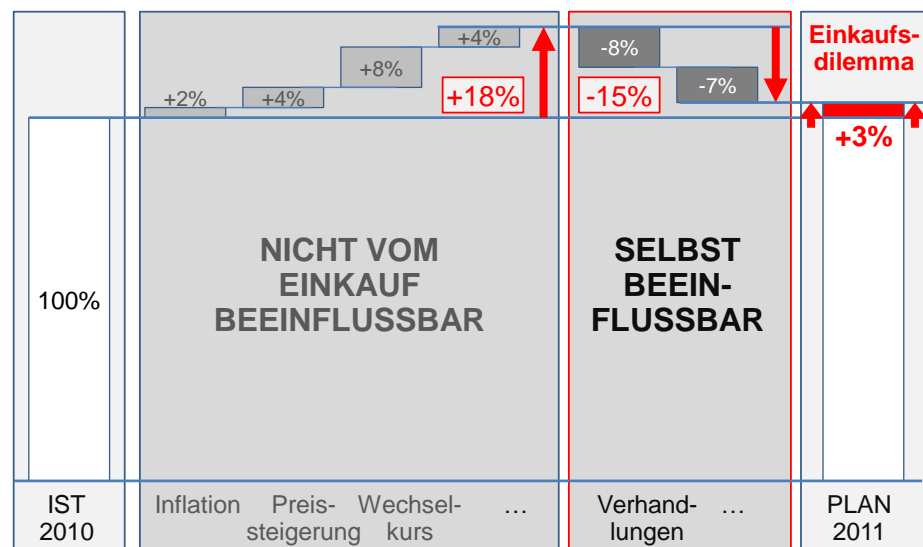 +2%
+4%
+8%
+4%
+18%
-8%
-15%
-7%
Einkaufs-
dilemma
+3%
100%
NICHT VOM
EINKAUF
BEEINFLUSSBAR
SELBST
BEEIN-
FLUSSBAR
IST
2010
Inflation
Preis-
steigerung
Wechsel-
kurs
…
Verhand-
lungen
…
PLAN
2011